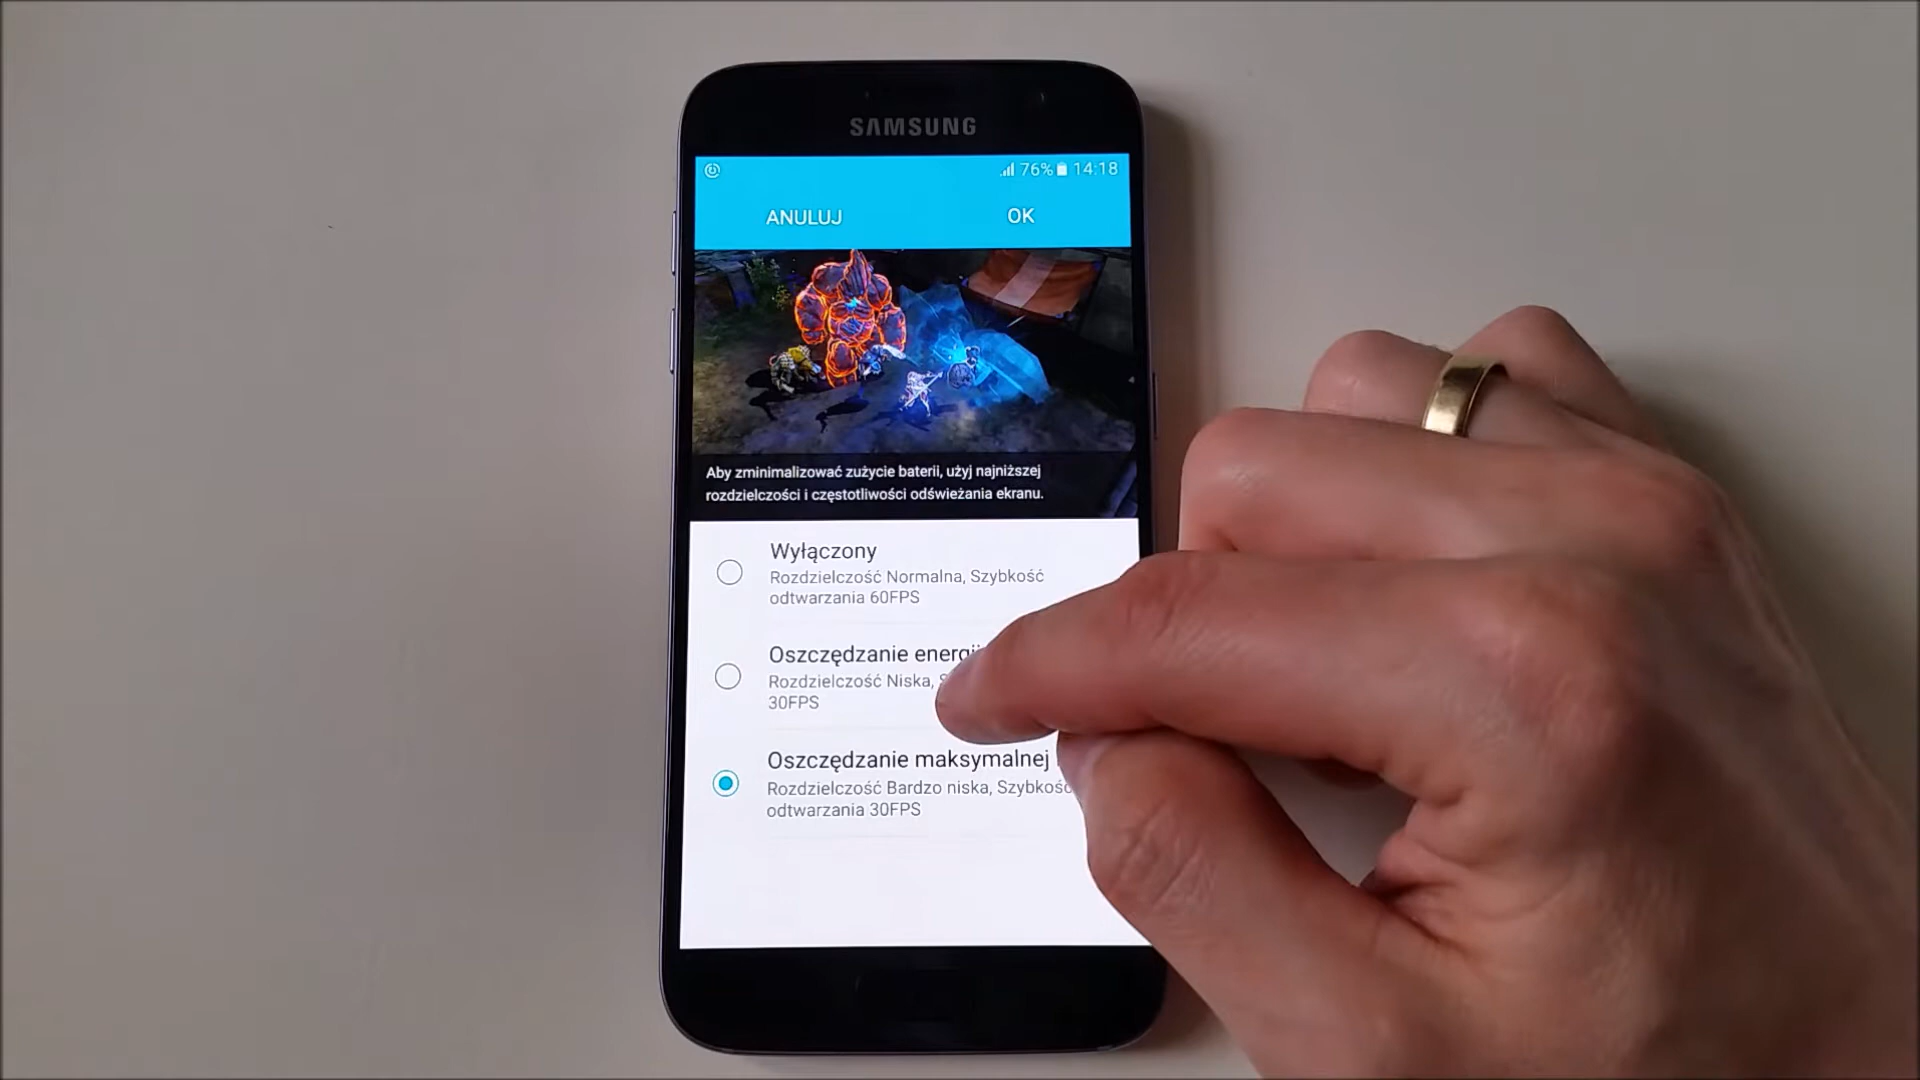 SAMSUNG
76% 14:18
ANULUJ OK
Aby zminimalizować zużycie baterii, użyj najniższej
rozdzielczości i częstotliwości odświeżania ekranu.
Wyłączony
Rozdzielczość Normalna, Szybkość
odtwarzania 60FPS
Oszczędzanie energii
Rozdzielczość Niska,
30FPS
Oszczędzanie maksymalnej
Rozdzielczość Bardzo niska, Szybkość
odtwarzania 30FPS